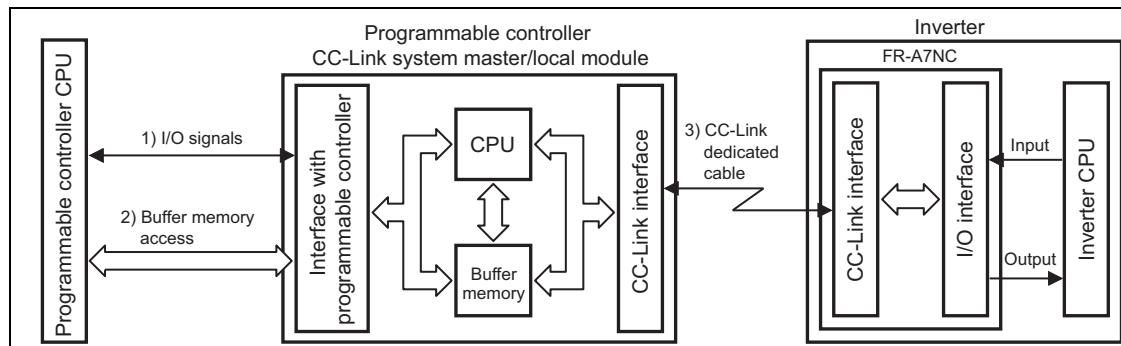 Programmable controller CPU
1) I/O signals
2) Buffer memory
access
Programmable controller
CC-Link system master/local module
Interface with
programmable controller
CPU
Buffer
memory
CC-Link interface
3) CC-Link
dedicated
cable
Inverter
FR-A7NC
CC-Link interface
I/O interface
Input
Output
Inverter CPU